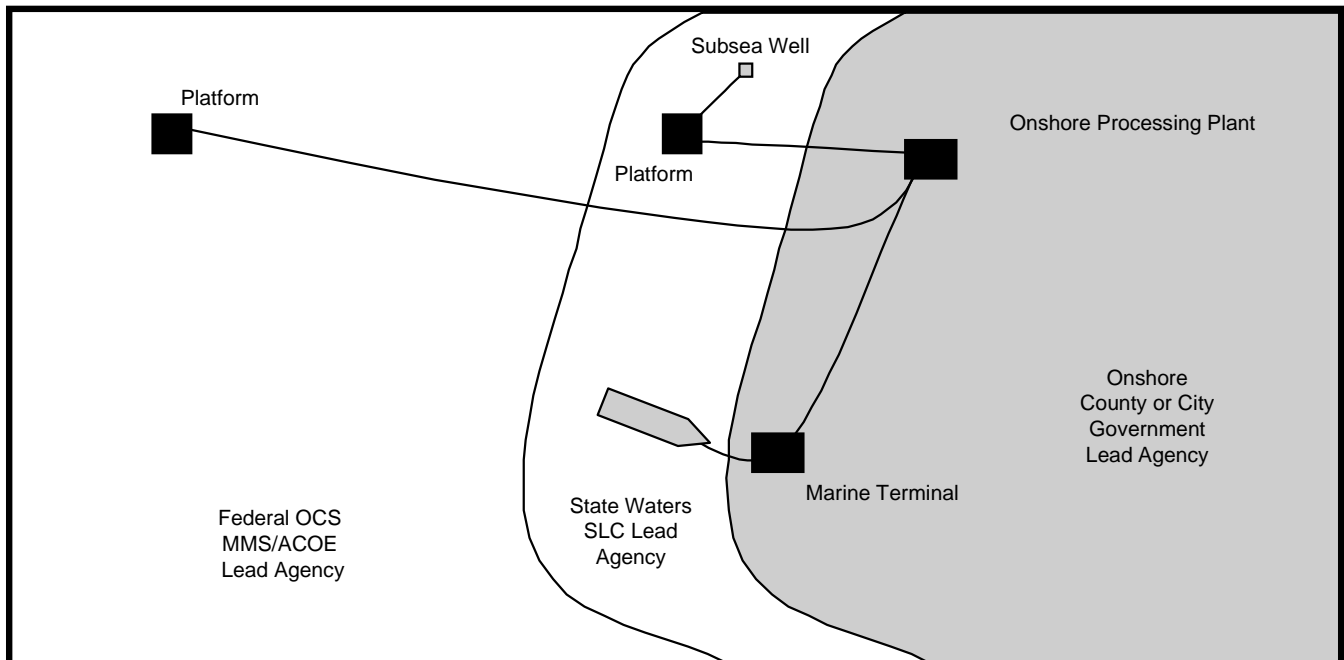 Subsea Well
Platform
Onshore Processing Plant
Platform
Onshore
County or City
Government
Lead Agency
Marine Terminal
State Waters
SLC Lead
Agency
Federal OCS
MMS/ACOE
Lead Agency